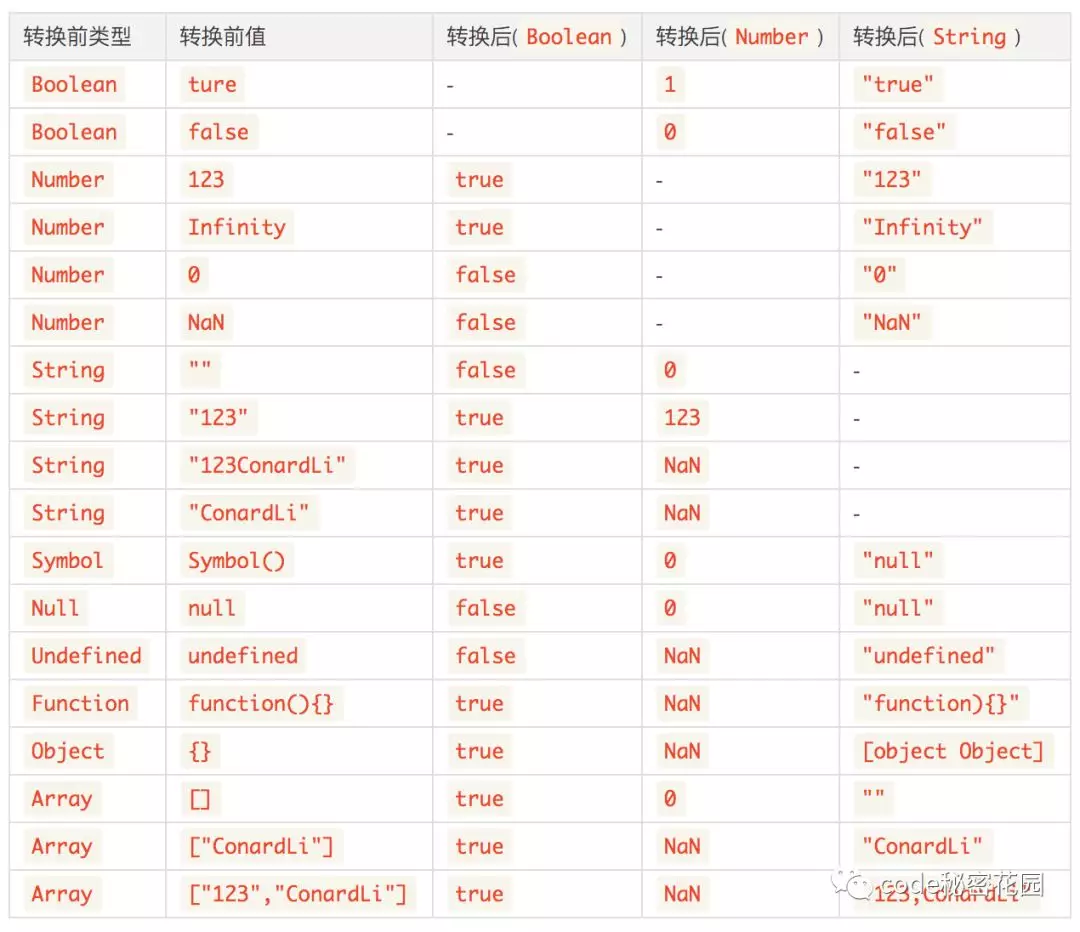 转换前类型 转换前值 转换后( Boolean ) 转换后( Number ) 转换后( String )
Boolean ture - 1 "true"
Boolean false - 0 "false"
Number 123 true - "123"
Number Infinity true - "Infinity"
Number 0 false - "0"
Number NaN false - "NaN"
String "" false 0 -
String "123" true 123 -
String "123ConardLi" true NaN -
String "ConardLi" true NaN -
Symbol Symbol() true 0 "null"
Null null false 0 "null"
Undefined undefined false NaN "undefined"
Function function(){} true NaN "function){}"
Object {} true NaN [object Object]
Array [] true 0 ""
Array ["ConardLi"] true NaN "ConardLi"
Array ["123","ConardLi"] true NaN "123,ConardLi"
code秘密花园